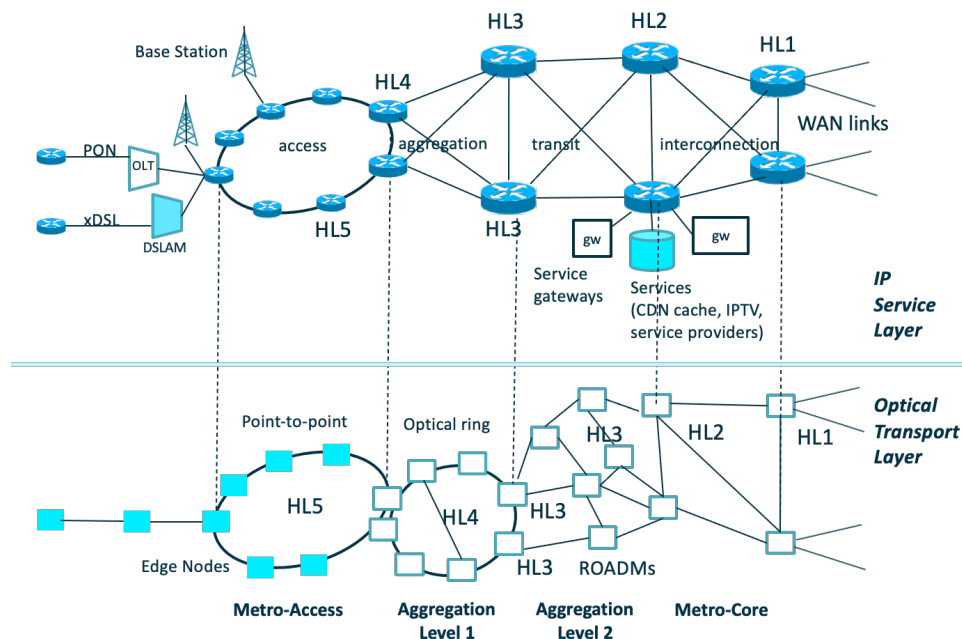 HL3
HL2
HL1
Base Station
HL4
WAN links
access
aggregation
transit
interconnection
PON
OLT
xDSL
DSLAM
HL5
HL3
gw
gw
Service
gateways
Services
(CDN cache, IPTV,
service providers)
IP
Service
Layer
Point-to-point
Optical ring
HL3
HL2
HL1
Optical
Transport
Layer
HL5
HL4
HL3
HL3
Edge Nodes
ROADMs
Metro-Access
Aggregation
Level 1
Aggregation
Level 2
Metro-Core